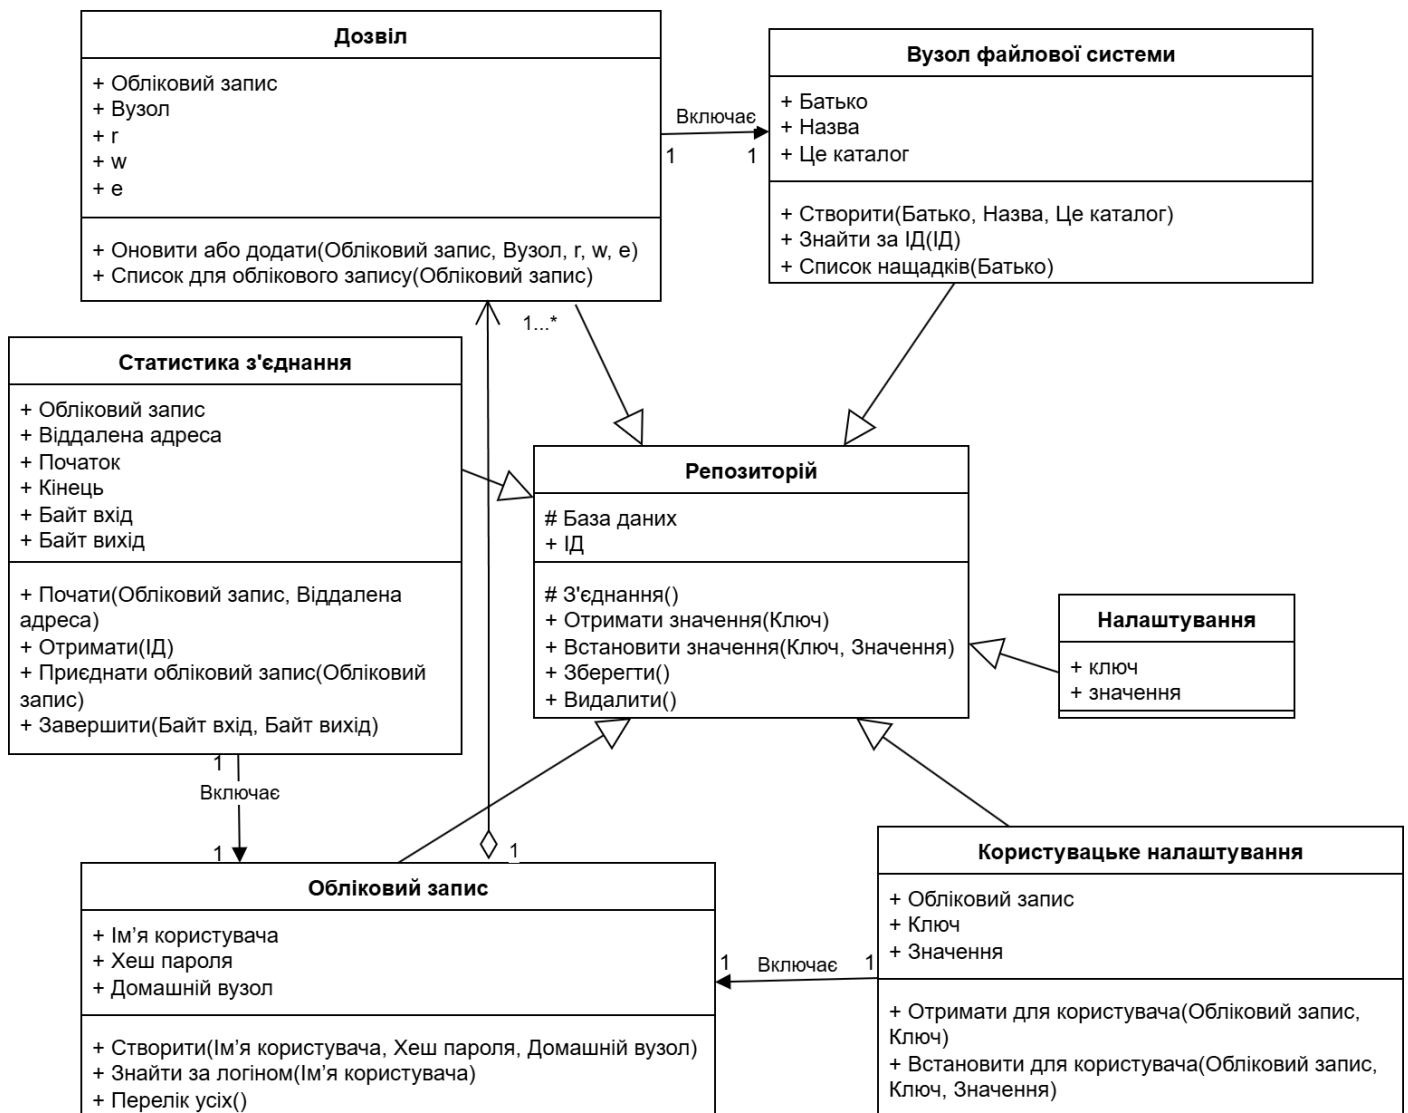 Дозвіл
+ Обліковий запис
+ Вузол
+ r
+ w
+ e
+ Оновити або додати(Обліковий запис, Вузол, r, w, e)
+ Список для облікового запису(Обліковий запис)
Включає
1
1
Вузол файлової системи
+ Батько
+ Назва
+ Це каталог
+ Створити(Батько, Назва, Це каталог)
+ Знайти за ІД(ІД)
+ Список нащадків(Батько)
1...*
Статистика з'єднання
+ Обліковий запис
+ Віддалена адреса
+ Початок
+ Кінець
+ Байт вхід
+ Байт вихід
+ Почати(Обліковий запис, Віддалена
адреса)
+ Отримати(ІД)
+ Приєднати обліковий запис(Обліковий
запис)
+ Завершити(Байт вхід, Байт вихід)
Репозиторій
# База даних
+ ІД
# З'єднання()
+ Отримати значення(Ключ)
+ Встановити значення(Ключ, Значення)
+ Зберегти()
+ Видалити()
Налаштування
+ ключ
+ значення
1
Включає
1
1
Обліковий запис
+ Ім’я користувача
+ Хеш пароля
+ Домашній вузол
+ Створити(Ім’я користувача, Хеш пароля, Домашній вузол)
+ Знайти за логіном(Ім’я користувача)
+ Перелік усіх()
1
Включає
1
Користувацьке налаштування
+ Обліковий запис
+ Ключ
+ Значення
+ Отримати для користувача(Обліковий запис,
Ключ)
+ Встановити для користувача(Обліковий запис,
Ключ, Значення)